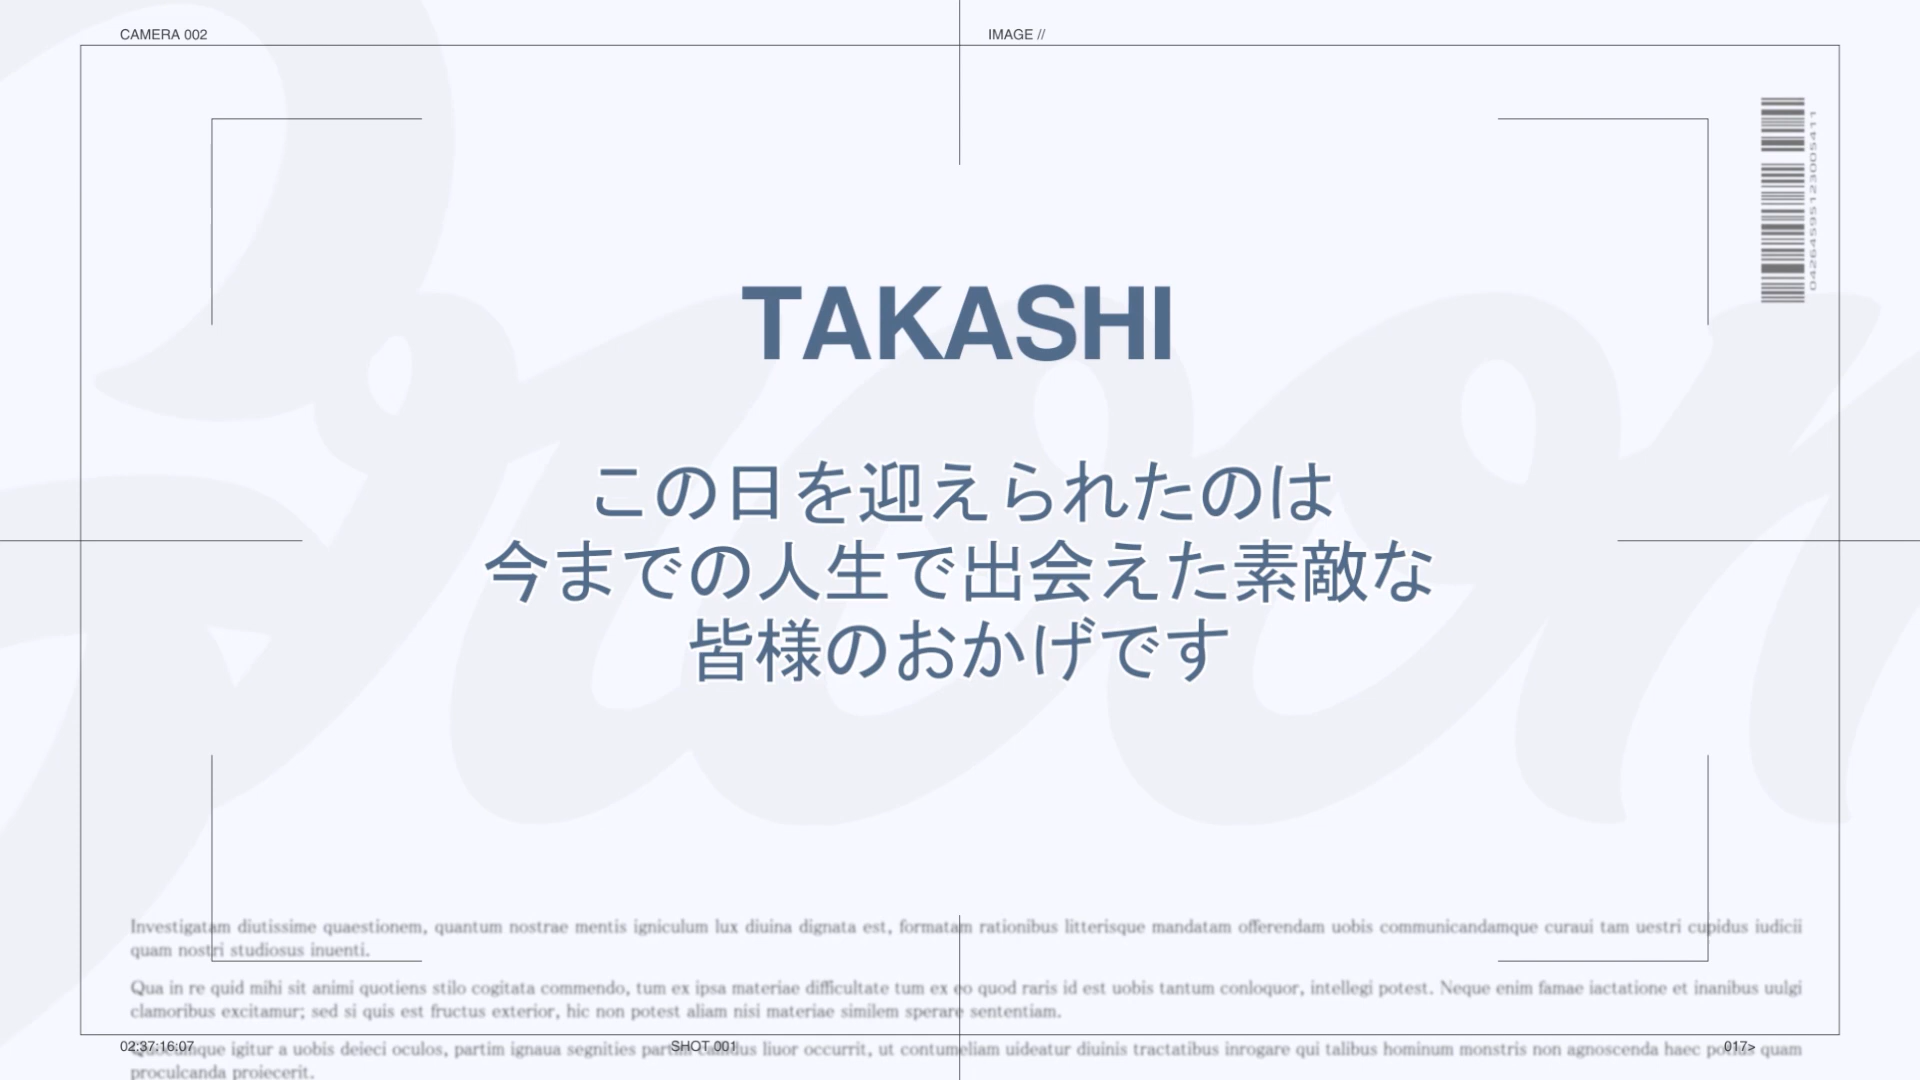 CAMERA 002
IMAGE //
TAKASHI
この日を迎えられたのは
今までの人生で出会えた素敵な
皆様のおかげです
Investigatam diutissime quaestionem, quantum nostrae mentis igniculum lux diuina dignata est, formatam rationibus litterisque mandatam offerendam uobis communicandamque curaui tam uestri cupidus iudicii
quam nostri studiosus inuenti.
Qua in re quid mihi sit animi quotiens stilo cogitata commendo, tum ex ipsa materiae difficultate tum ex eo quod raris id est uobis tantum conloquor, intellegi potest. Neque enim famae iactatione et inanibus uulgi
clamoribus excitamur; sed si quis est fructus exterior, hic non potest aliam nisi materiae similem sperare sententiam.
02:37:16:07
SHOT 001
017>
igitur a uobis deieci oculos, partim ignaua segnities partim liuor occurrit, ut contumeliam uideatur diuinis tractatibus inrogare qui talibus hominum monstris non agnoscenda haec quam
proculcanda proiecerit.